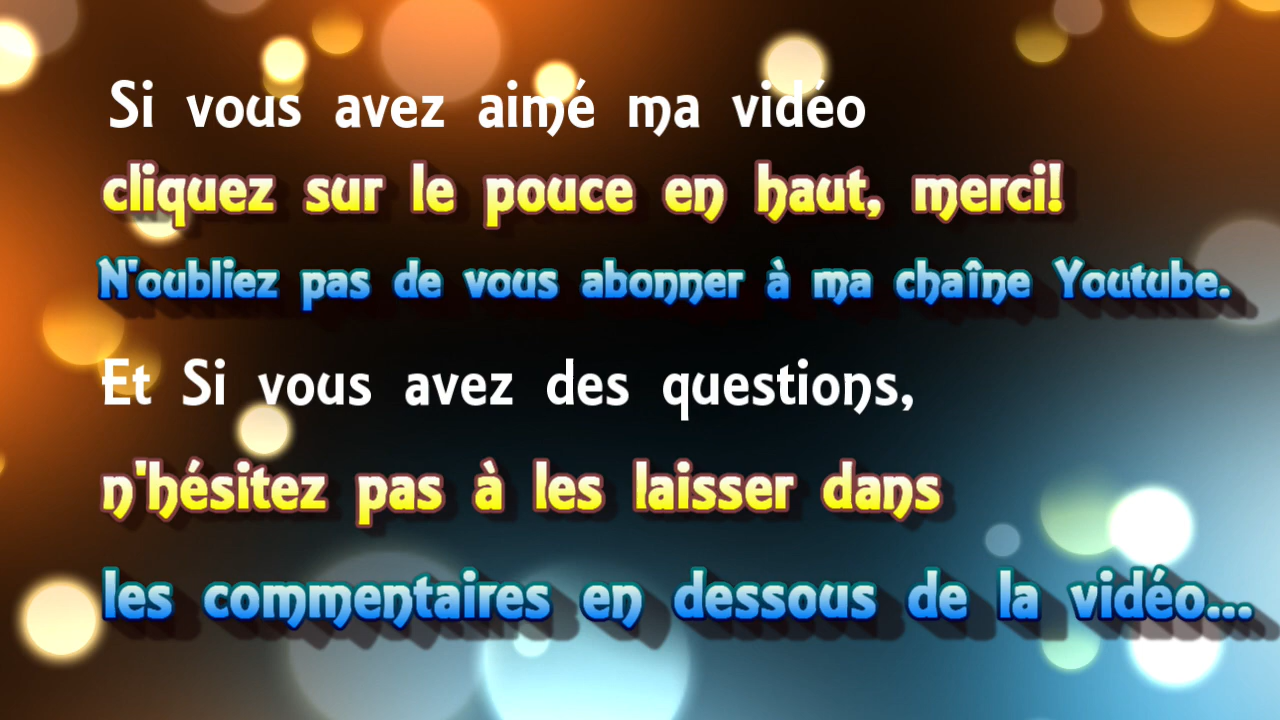 Si vous avez aimé ma vidéo
cliquez sur le pouce en haut, merci!
N'oubliez pas de vous abonner à ma chaîne Youtube.
Et Si vous avez des questions,
n'hésitez pas à les laisser dans
les commentaires en dessous de la vidéo...